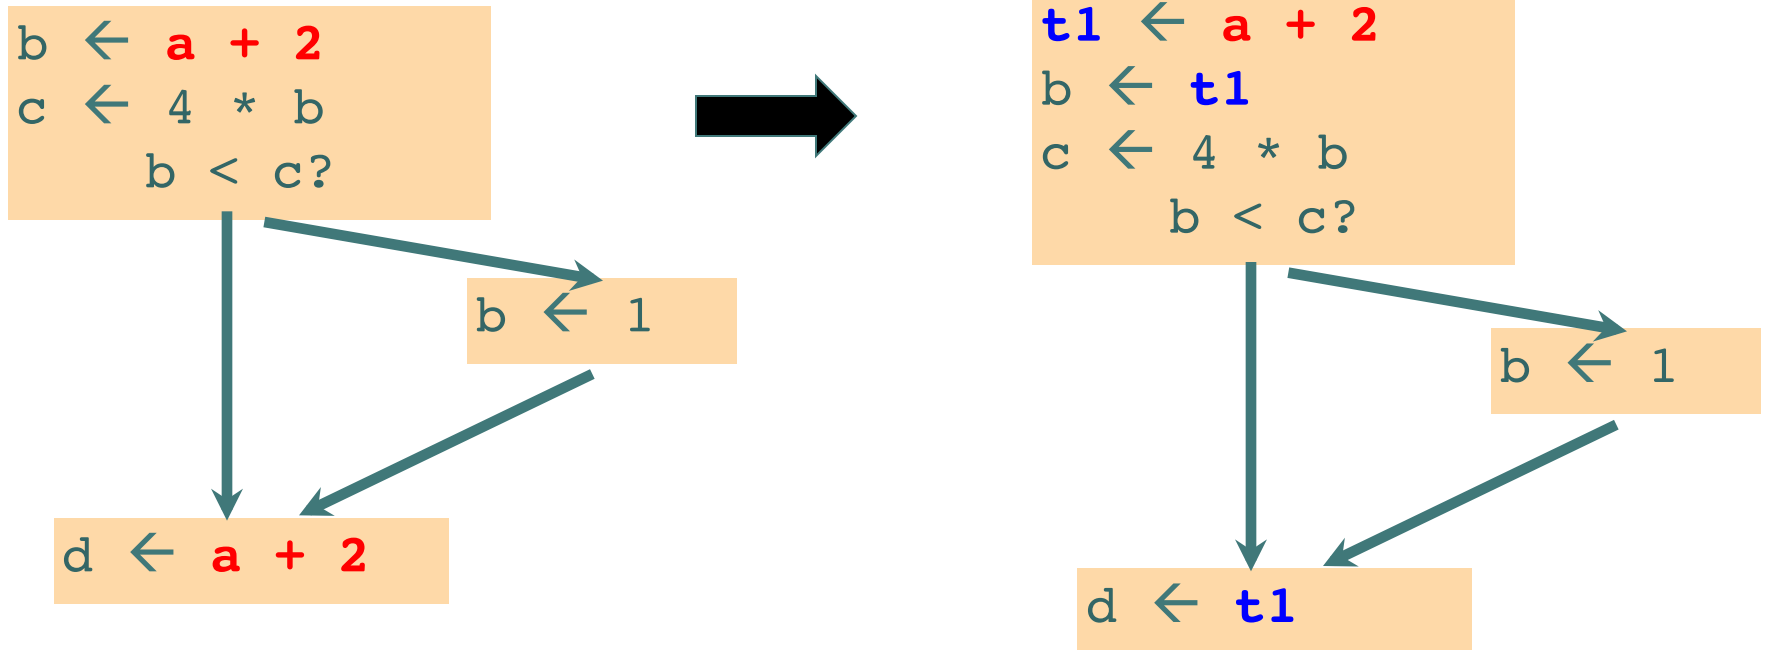 b ← a + 2
c ← 4 * b
b < c?
b ← 1
d ← a + 2
t1 ← a + 2
b ← t1
c ← 4 * b
b < c?
b ← 1
d ← t1